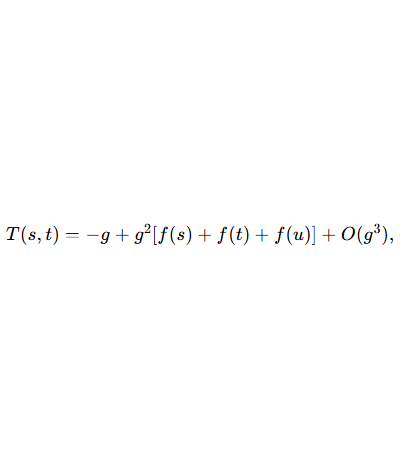 T(s,t) = −g + g²[f(s) + f(t) + f(u)] + O(g³),